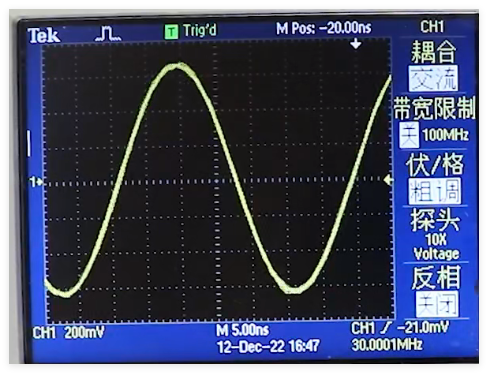 Tek T Trig'd M Pos: -20.00ns CH1
耦合
交流
带宽限制
关 100MHz
伏/格
粗调
探头
10X
Voltage
反相
关闭
1
CH1 200mV M 5.00ns CH1 -21.0mV
12-Dec-22 16:47 30.0001MHz